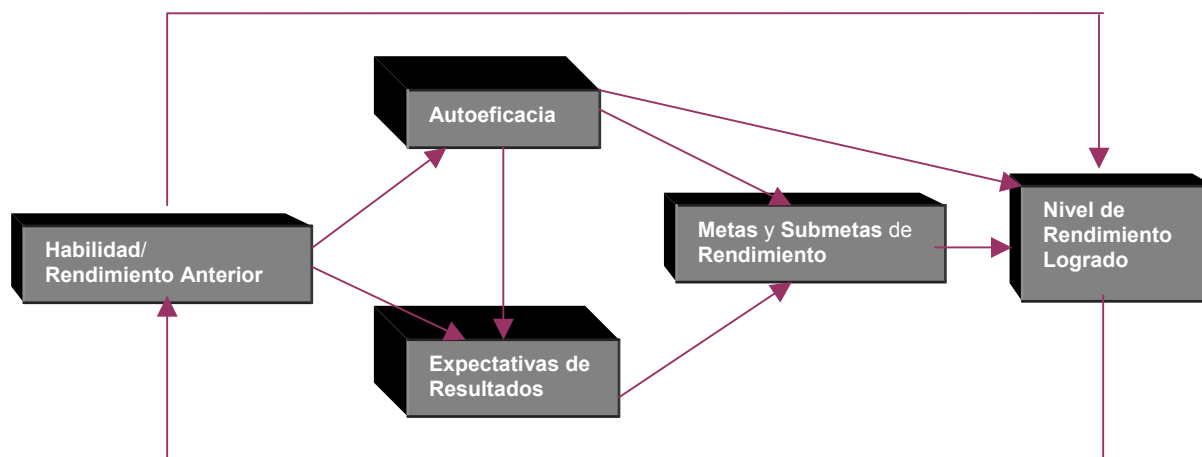 Autoeficacia
Habilidad/
Rendimiento Anterior
Metas y Submetas de
Rendimiento
Nivel de
Rendimiento
Logrado
Expectativas de
Resultados